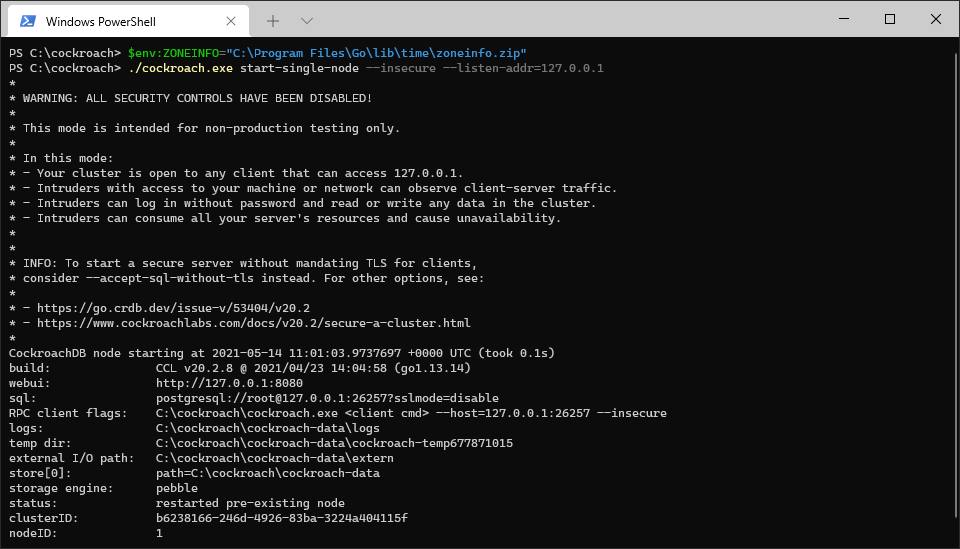 Windows PowerShell
PS C:\cockroach> $env:ZONEINFO="C:\Program Files\Go\lib\time\zoneinfo.zip"
PS C:\cockroach> ./cockroach.exe start-single-node --insecure --listen-addr=127.0.0.1
*
* WARNING: ALL SECURITY CONTROLS HAVE BEEN DISABLED!
*
* This mode is intended for non-production testing only.
*
* In this mode:
* - Your cluster is open to any client that can access 127.0.0.1.
* - Intruders with access to your machine or network can observe client-server traffic.
* - Intruders can log in without password and read or write any data in the cluster.
* - Intruders can consume all your server's resources and cause unavailability.
*
*
* INFO: To start a secure server without mandating TLS for clients,
* consider --accept-sql-without-tls instead. For other options, see:
*
* - https://go.crdb.dev/issue-v/53404/v20.2
* - https://www.cockroachlabs.com/docs/v20.2/secure-a-cluster.html
*
CockroachDB node starting at 2021-05-14 11:01:03.9737697 +0000 UTC (took 0.1s)
build:               CCL v20.2.8 @ 2021/04/23 14:04:58 (go1.13.14)
webui:               http://127.0.0.1:8080
sql:                 postgresql://root@127.0.0.1:26257?sslmode=disable
RPC client flags:    C:\cockroach\cockroach.exe <client cmd> --host=127.0.0.1:26257 --insecure
logs:                C:\cockroach\cockroach-data\logs
temp dir:            C:\cockroach\cockroach-data\cockroach-temp677871015
external I/O path:   C:\cockroach\cockroach-data\extern
store[0]:            path=C:\cockroach\cockroach-data
storage engine:      pebble
status:              restarted pre-existing node
clusterID:           b6238166-246d-4926-83ba-3224a404115f
nodeID:              1